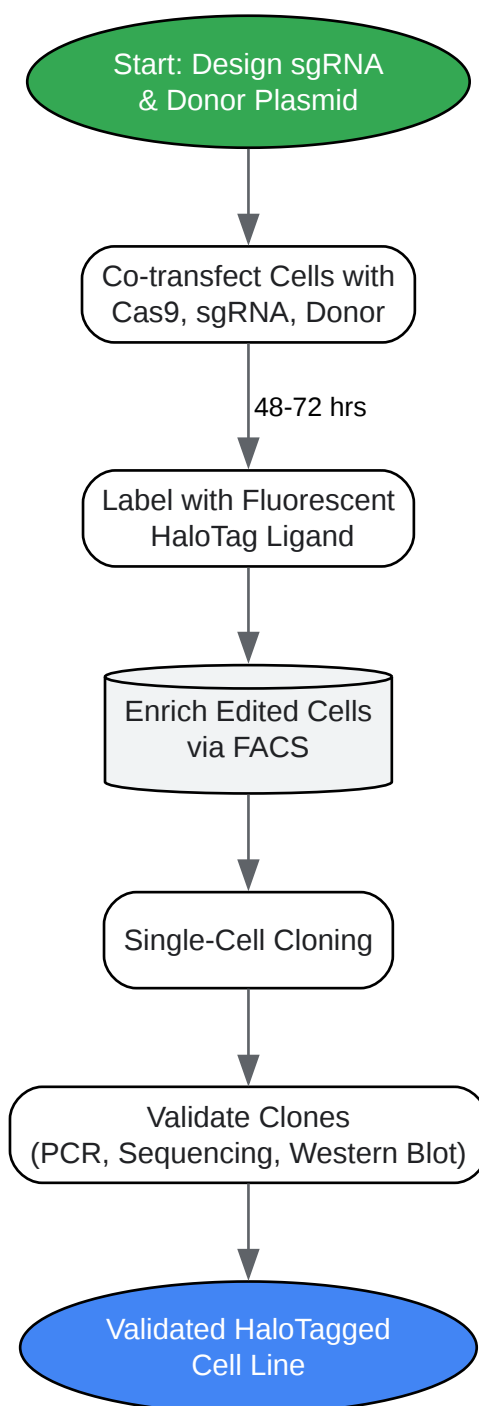 Start: Design sgRNA
& Donor Plasmid
Co-transfect Cells with
Cas9, sgRNA, Donor
48-72 hrs
Label with Fluorescent
HaloTag Ligand
Enrich Edited Cells
via FACS
Single-Cell Cloning
Validate Clones
(PCR, Sequencing, Western Blot)
Validated HaloTagged
Cell Line